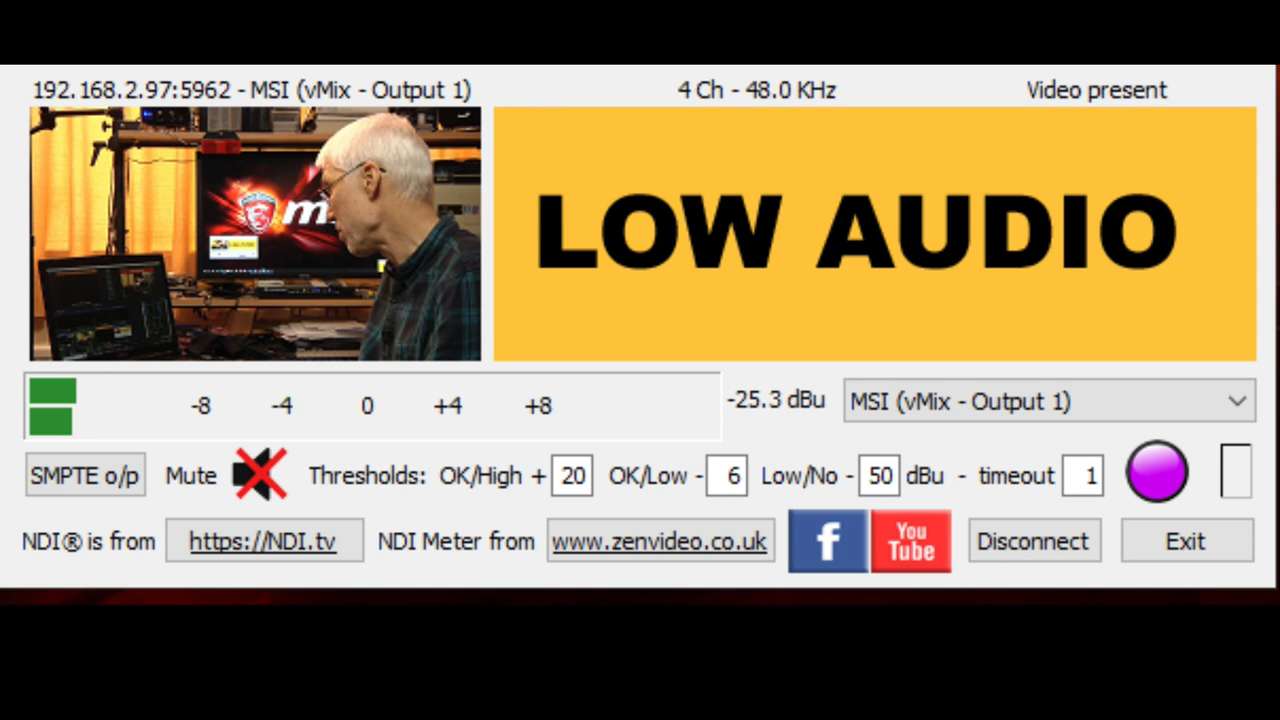 192.168.2.97:5962 - MSI (vMix - Output 1) 4 Ch - 48.0 KHz Video present
LOW AUDIO
-8 -4 0 +4 +8 -25.3 dBu MSI (vMix - Output 1)
SMPTE o/p Mute Thresholds: OK/High + 20 OK/Low - 6 Low/No - 50 dBu - timeout 1
NDI® is from https://NDI.tv NDI Meter from www.zenvideo.co.uk f You Tube Disconnect Exit